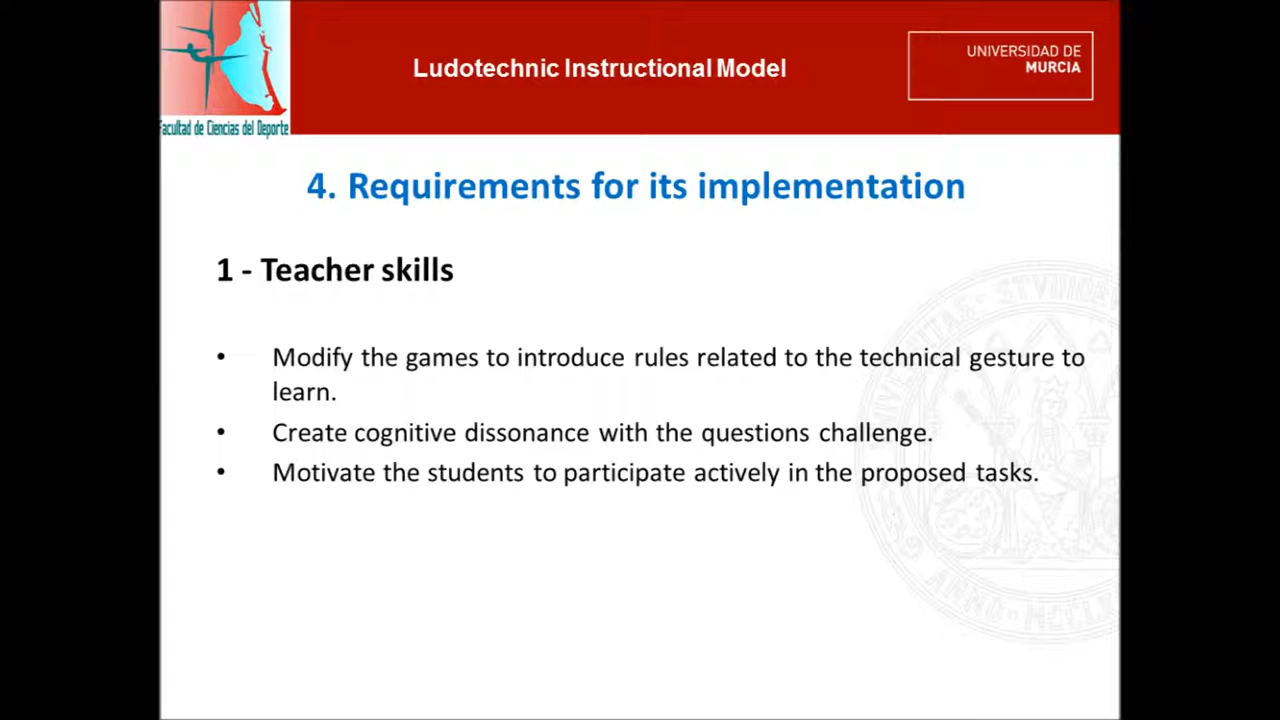 Ludotechnic Instructional Model
UNIVERSIDAD DE
MURCIA
Facultad de Ciencias del Deporte
4. Requirements for its implementation
1 - Teacher skills
• Modify the games to introduce rules related to the technical gesture to
learn.
• Create cognitive dissonance with the questions challenge.
• Motivate the students to participate actively in the proposed tasks.